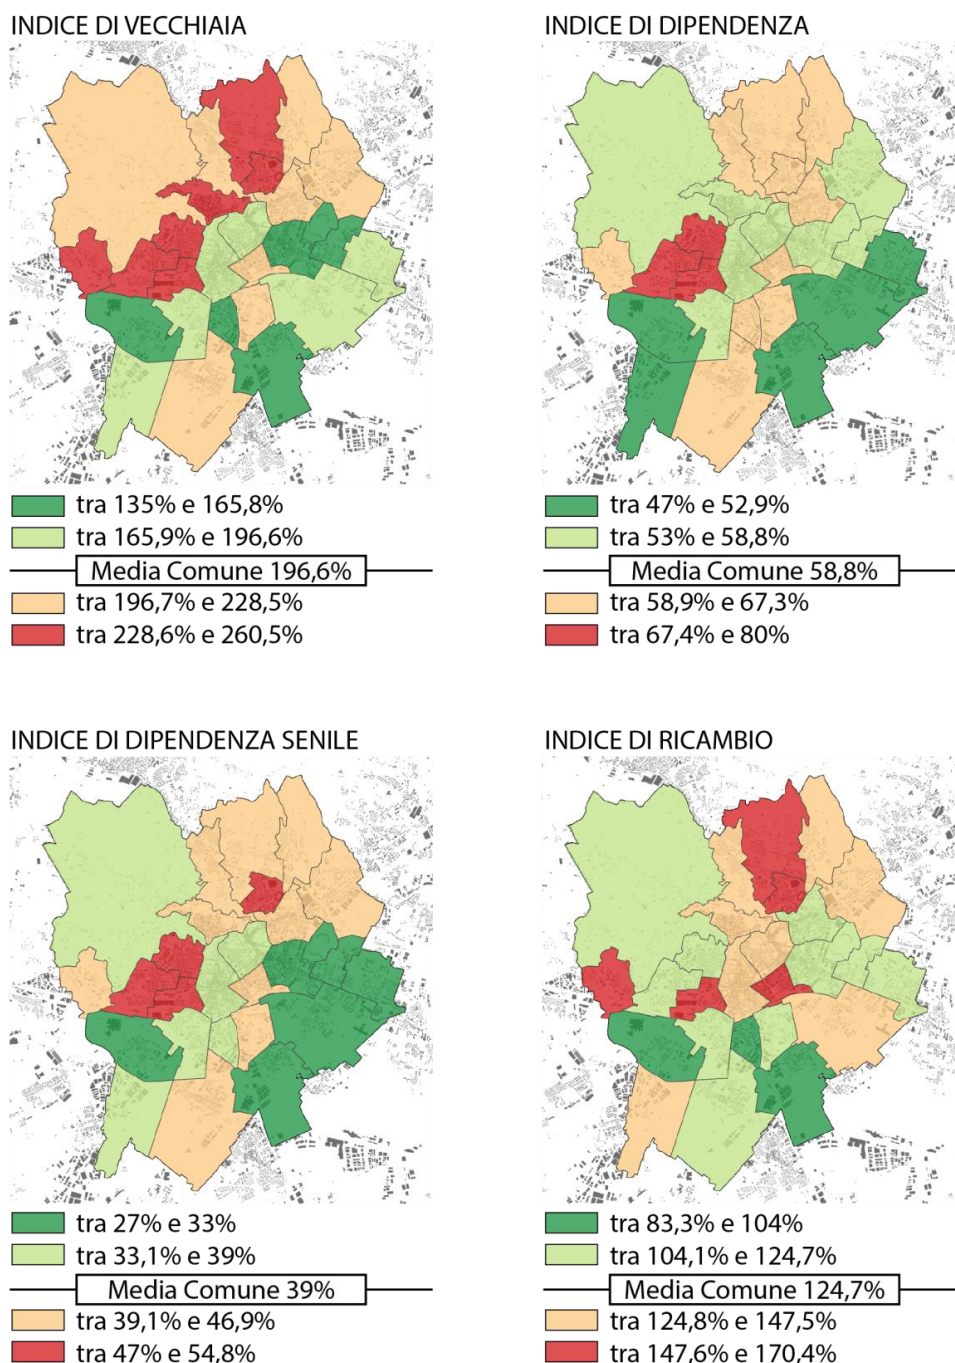 INDICE DI VECCHIAIA
tra 135% e 165,8%
tra 165,9% e 196,6%
Media Comune 196,6%
tra 196,7% e 228,5%
tra 228,6% e 260,5%
INDICE DI DIPENDENZA
tra 47% e 52,9%
tra 53% e 58,8%
Media Comune 58,8%
tra 58,9% e 67,3%
tra 67,4% e 80%
INDICE DI DIPENDENZA SENILE
tra 27% e 33%
tra 33,1% e 39%
Media Comune 39%
tra 39,1% e 46,9%
tra 47% e 54,8%
INDICE DI RICAMBIO
tra 83,3% e 104%
tra 104,1% e 124,7%
Media Comune 124,7%
tra 124,8% e 147,5%
tra 147,6% e 170,4%